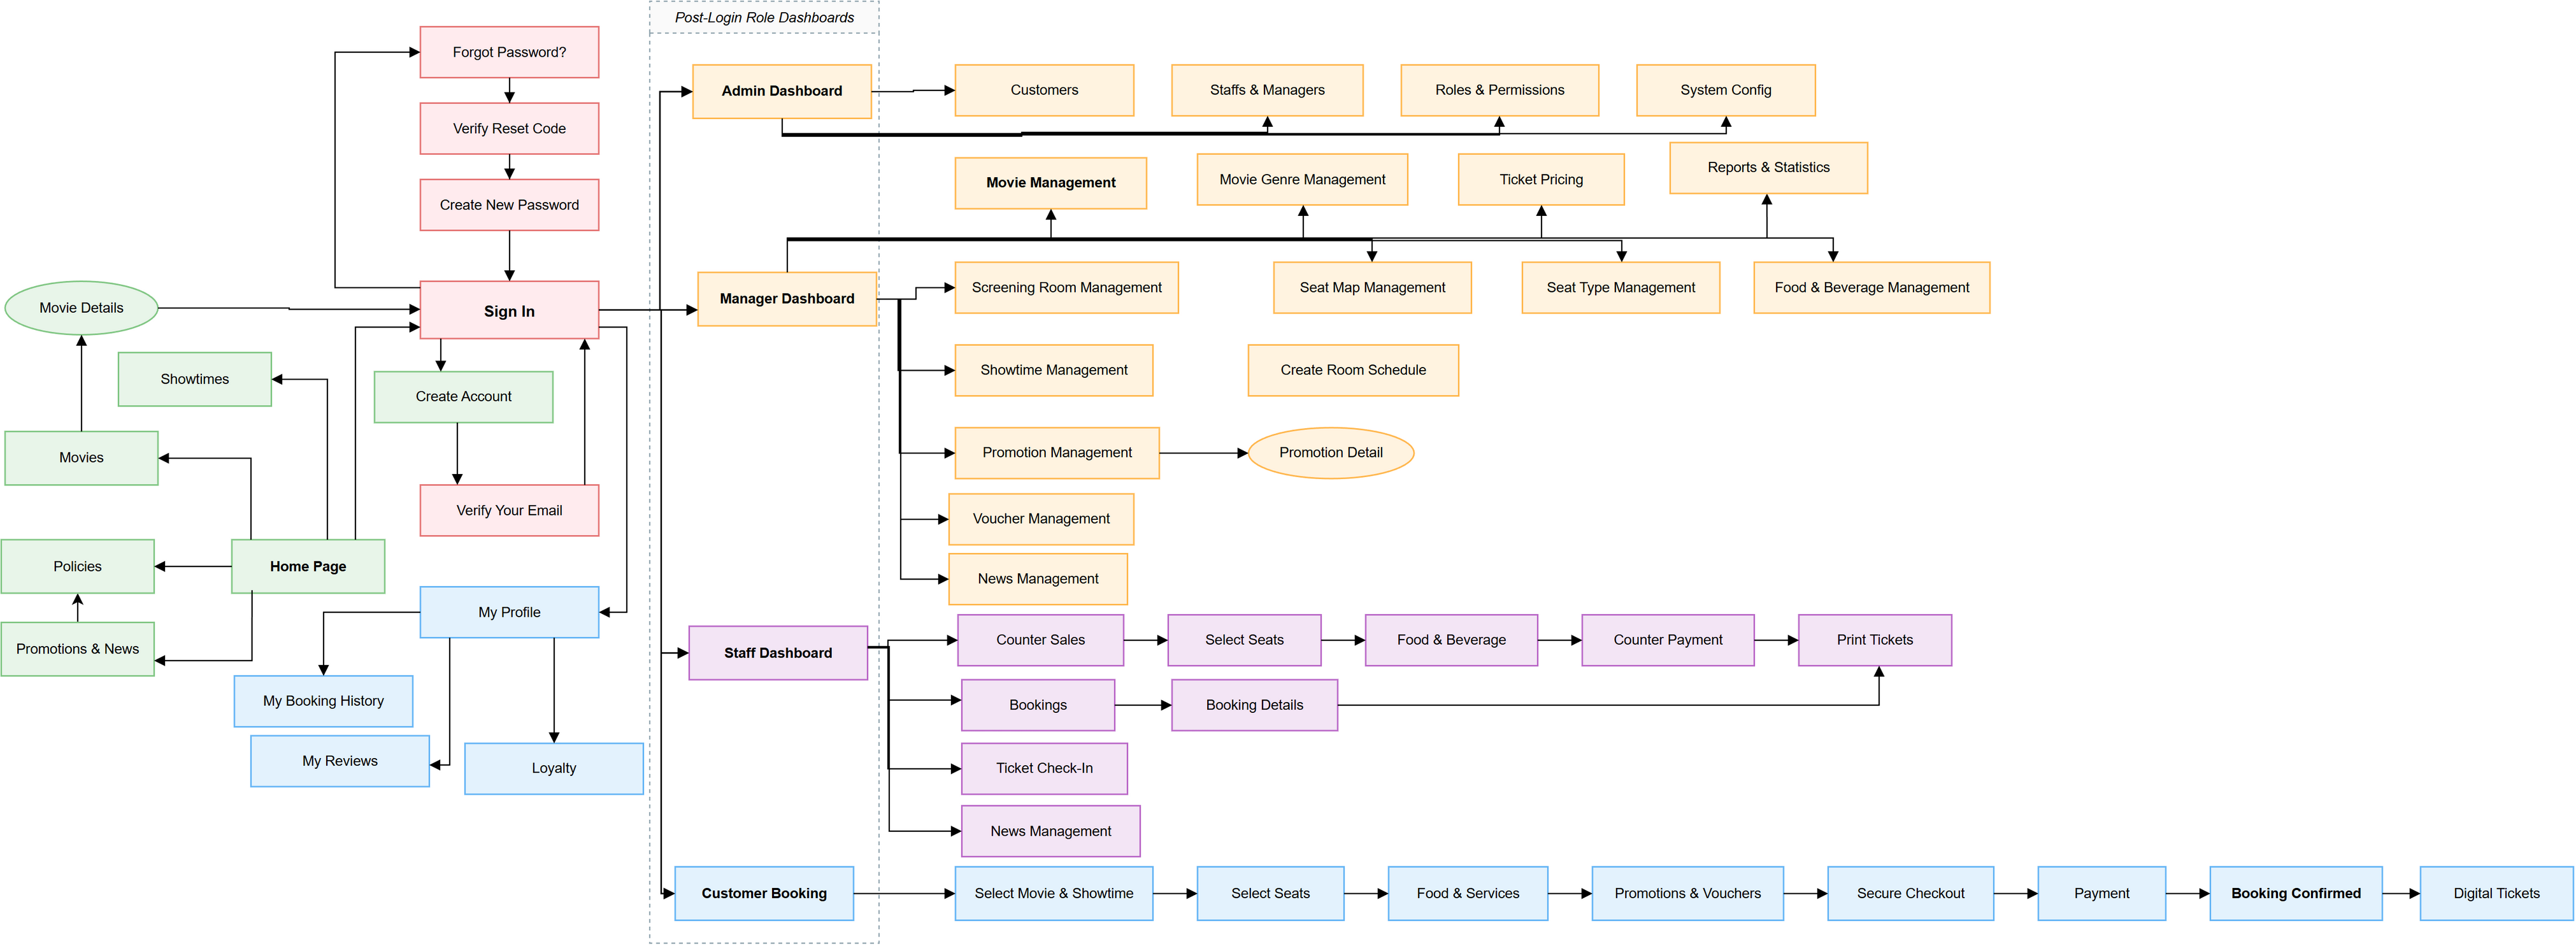 Post-Login Role Dashboards
Forgot Password?
Verify Reset Code
Create New Password
Sign In
Movie Details
Showtimes
Create Account
Movies
Verify Your Email
Policies
Home Page
Promotions & News
My Profile
My Booking History
My Reviews
Loyalty
Admin Dashboard
Customers
Staffs & Managers
Roles & Permissions
System Config
Movie Management
Movie Genre Management
Ticket Pricing
Reports & Statistics
Manager Dashboard
Screening Room Management
Seat Map Management
Seat Type Management
Food & Beverage Management
Showtime Management
Create Room Schedule
Promotion Management
Promotion Detail
Voucher Management
News Management
Staff Dashboard
Counter Sales
Select Seats
Food & Beverage
Counter Payment
Print Tickets
Bookings
Booking Details
Ticket Check-In
News Management
Customer Booking
Select Movie & Showtime
Select Seats
Food & Services
Promotions & Vouchers
Secure Checkout
Payment
Booking Confirmed
Digital Tickets